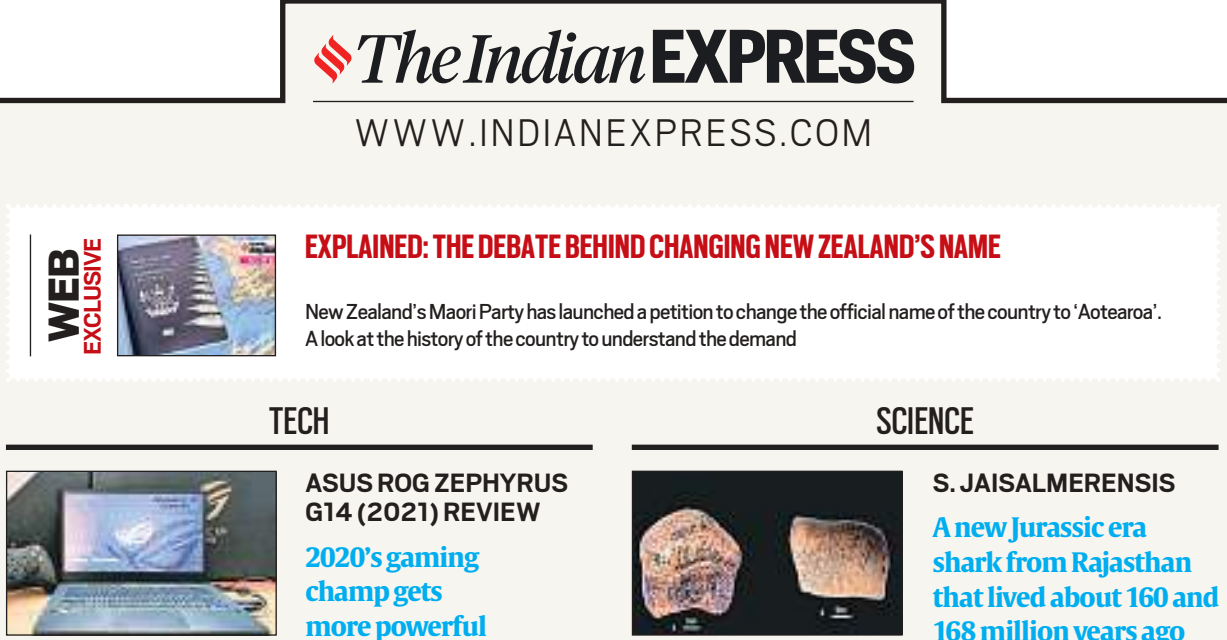 The Indian EXPRESS
WWW.INDIANEXPRESS.COM
WEB
EXCLUSIVE
EXPLAINED: THE DEBATE BEHIND CHANGING NEW ZEALAND'S NAME
New Zealand's Maori Party has launched a petition to change the official name of the country to ‘Aotearoa’.
A look at the history of the country to understand the demand
TECH
ASUS ROG ZEPHYRUS
G14 (2021) REVIEW
2020's gaming
champ gets
more powerful
SCIENCE
S. JAISALMERENSIS
A new Jurassic era
shark from Rajasthan
that lived about 160 and
168 million years ago